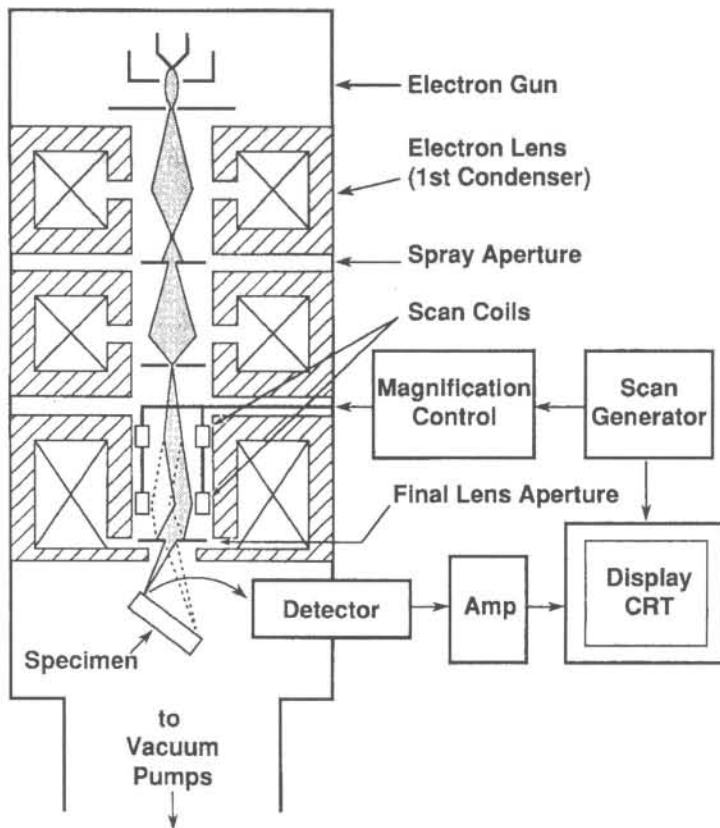 Electron Gun
Electron Lens
(1st Condenser)
Spray Aperture
Scan Coils
Magnification
Control
Scan
Generator
Final Lens Aperture
Display
CRT
Detector
Amp
Specimen
to
Vacuum
Pumps